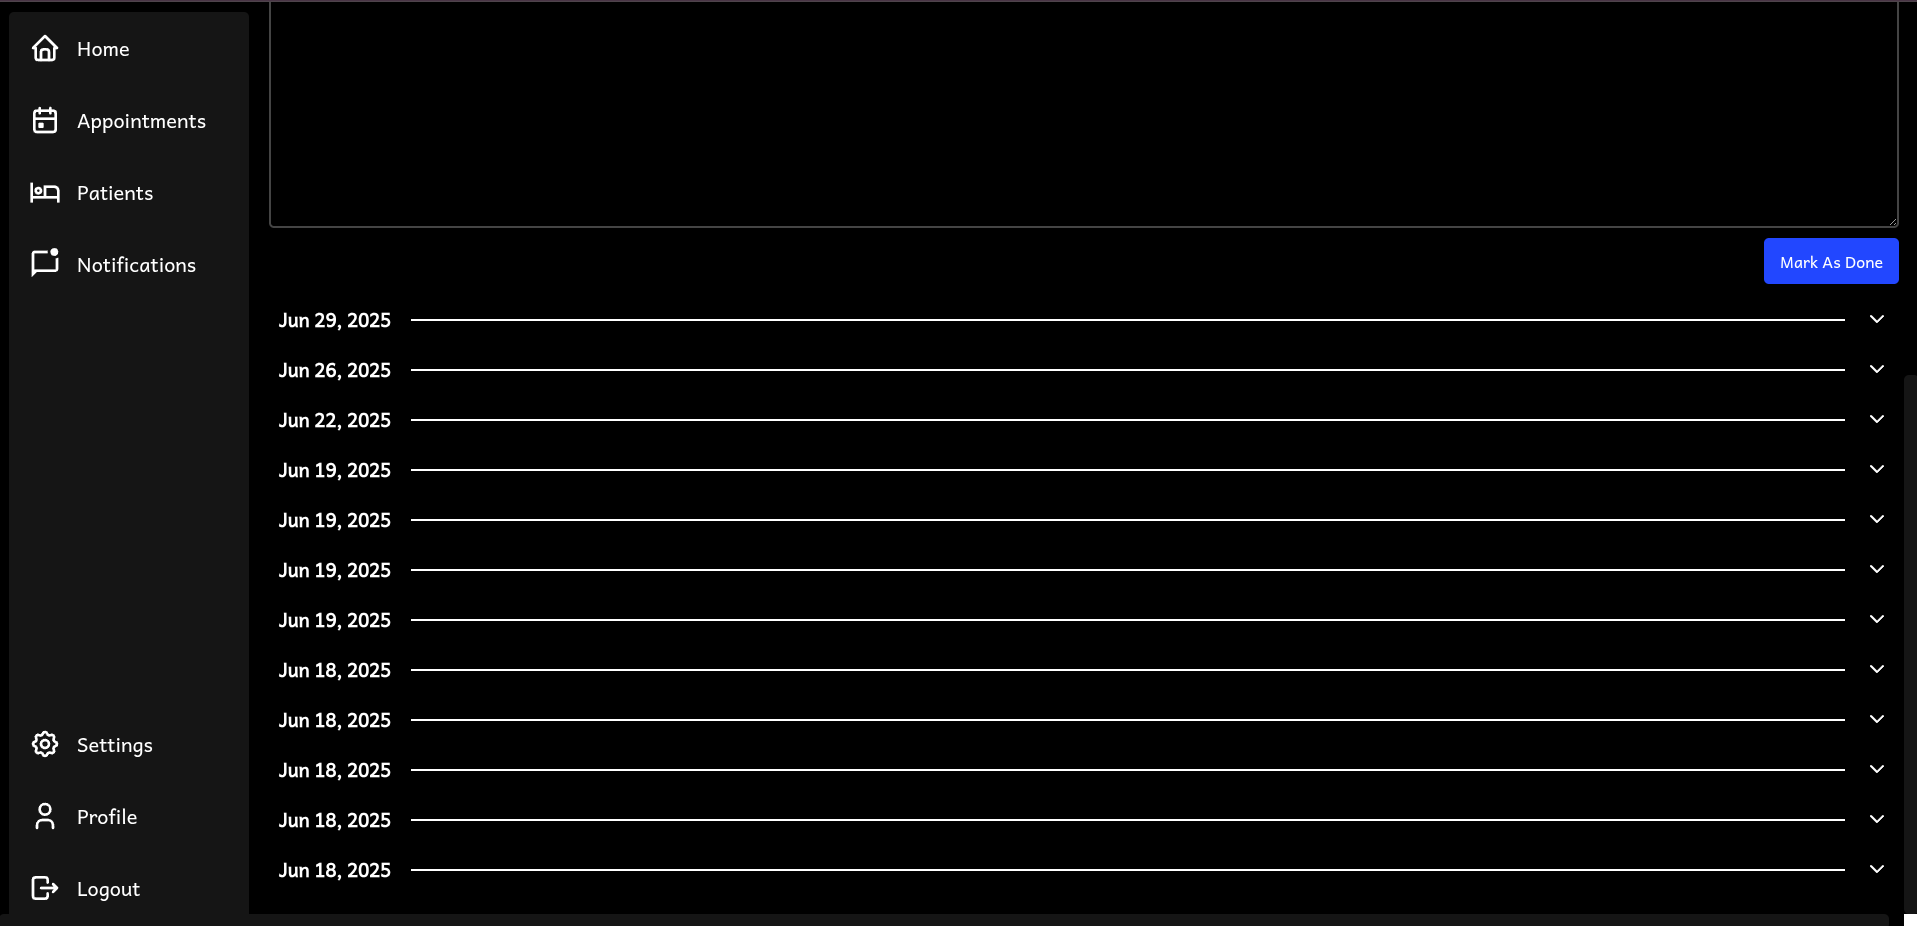 Home
Appointments
Patients
Notifications
Settings
Profile
Logout
Mark As Done
Jun 29, 2025
Jun 26, 2025
Jun 22, 2025
Jun 19, 2025
Jun 19, 2025
Jun 19, 2025
Jun 19, 2025
Jun 18, 2025
Jun 18, 2025
Jun 18, 2025
Jun 18, 2025
Jun 18, 2025